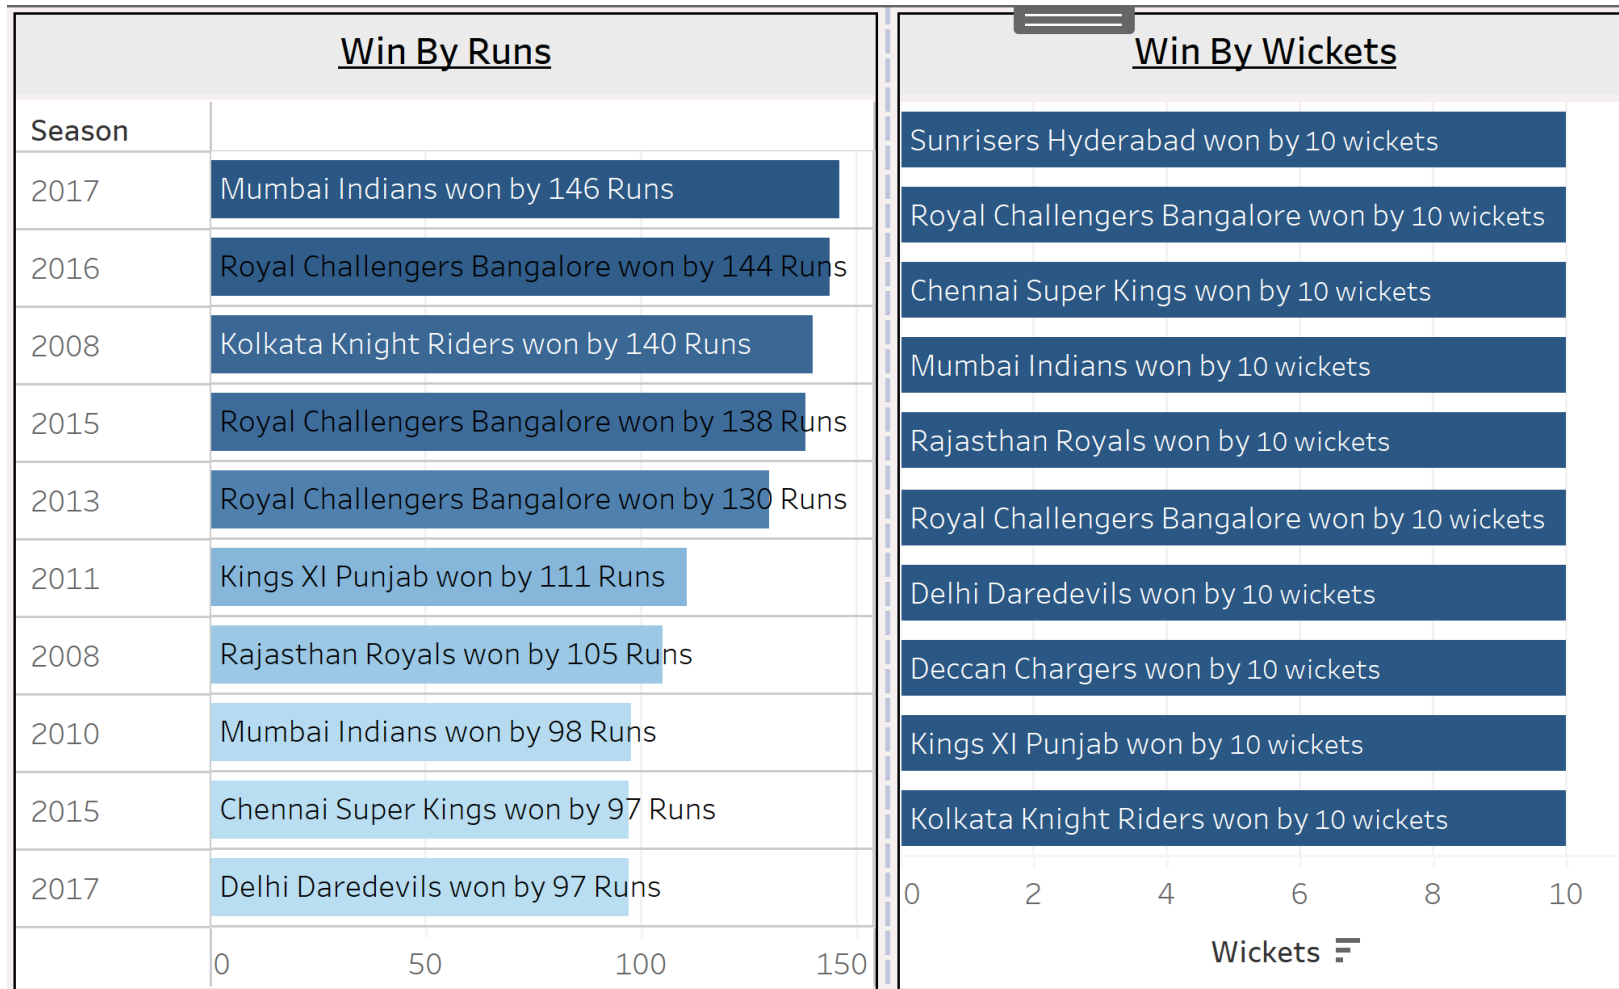 Win By Runs
Season
2017 Mumbai Indians won by 146 Runs
2016 Royal Challengers Bangalore won by 144 Runs
2008 Kolkata Knight Riders won by 140 Runs
2015 Royal Challengers Bangalore won by 138 Runs
2013 Royal Challengers Bangalore won by 130 Runs
2011 Kings XI Punjab won by 111 Runs
2008 Rajasthan Royals won by 105 Runs
2010 Mumbai Indians won by 98 Runs
2015 Chennai Super Kings won by 97 Runs
2017 Delhi Daredevils won by 97 Runs
0 50 100 150
Win By Wickets
Sunrisers Hyderabad won by 10 wickets
Royal Challengers Bangalore won by 10 wickets
Chennai Super Kings won by 10 wickets
Mumbai Indians won by 10 wickets
Rajasthan Royals won by 10 wickets
Royal Challengers Bangalore won by 10 wickets
Delhi Daredevils won by 10 wickets
Deccan Chargers won by 10 wickets
Kings XI Punjab won by 10 wickets
Kolkata Knight Riders won by 10 wickets
0 2 4 6 8 10
Wickets